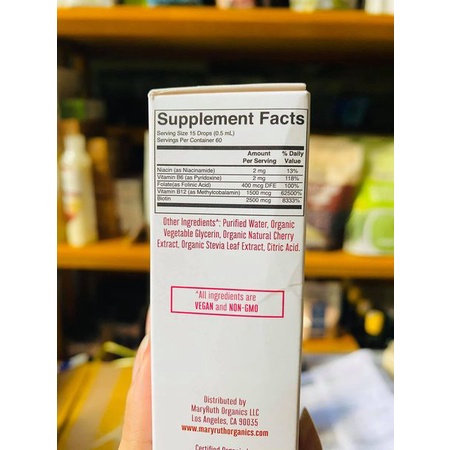 Supplement Facts
Serving Size 15 Drops (0.5 mL)
Servings Per Container 60
Amount Per Serving % Daily Value
Niacin (as Niacinamide) 2 mg 13%
Vitamin B6 (as Pyridoxine) 2 mg 118%
Folate(as Folinic Acid) 400 mcg DFE 100%
Vitamin B12 (as Methylcobalamin) 1500 mcg 62500%
Biotin 2500 mcg 8333%
Other Ingredients^: Purified Water, Organic
Vegetable Glycerin, Organic Natural Cherry
Extract, Organic Stevia Leaf Extract, Citric Acid.
^All ingredients are
VEGAN and NON-GMO
Distributed by
MaryRuth Organics LLC
Los Angeles, CA 90035
www.maryruthorganics.com